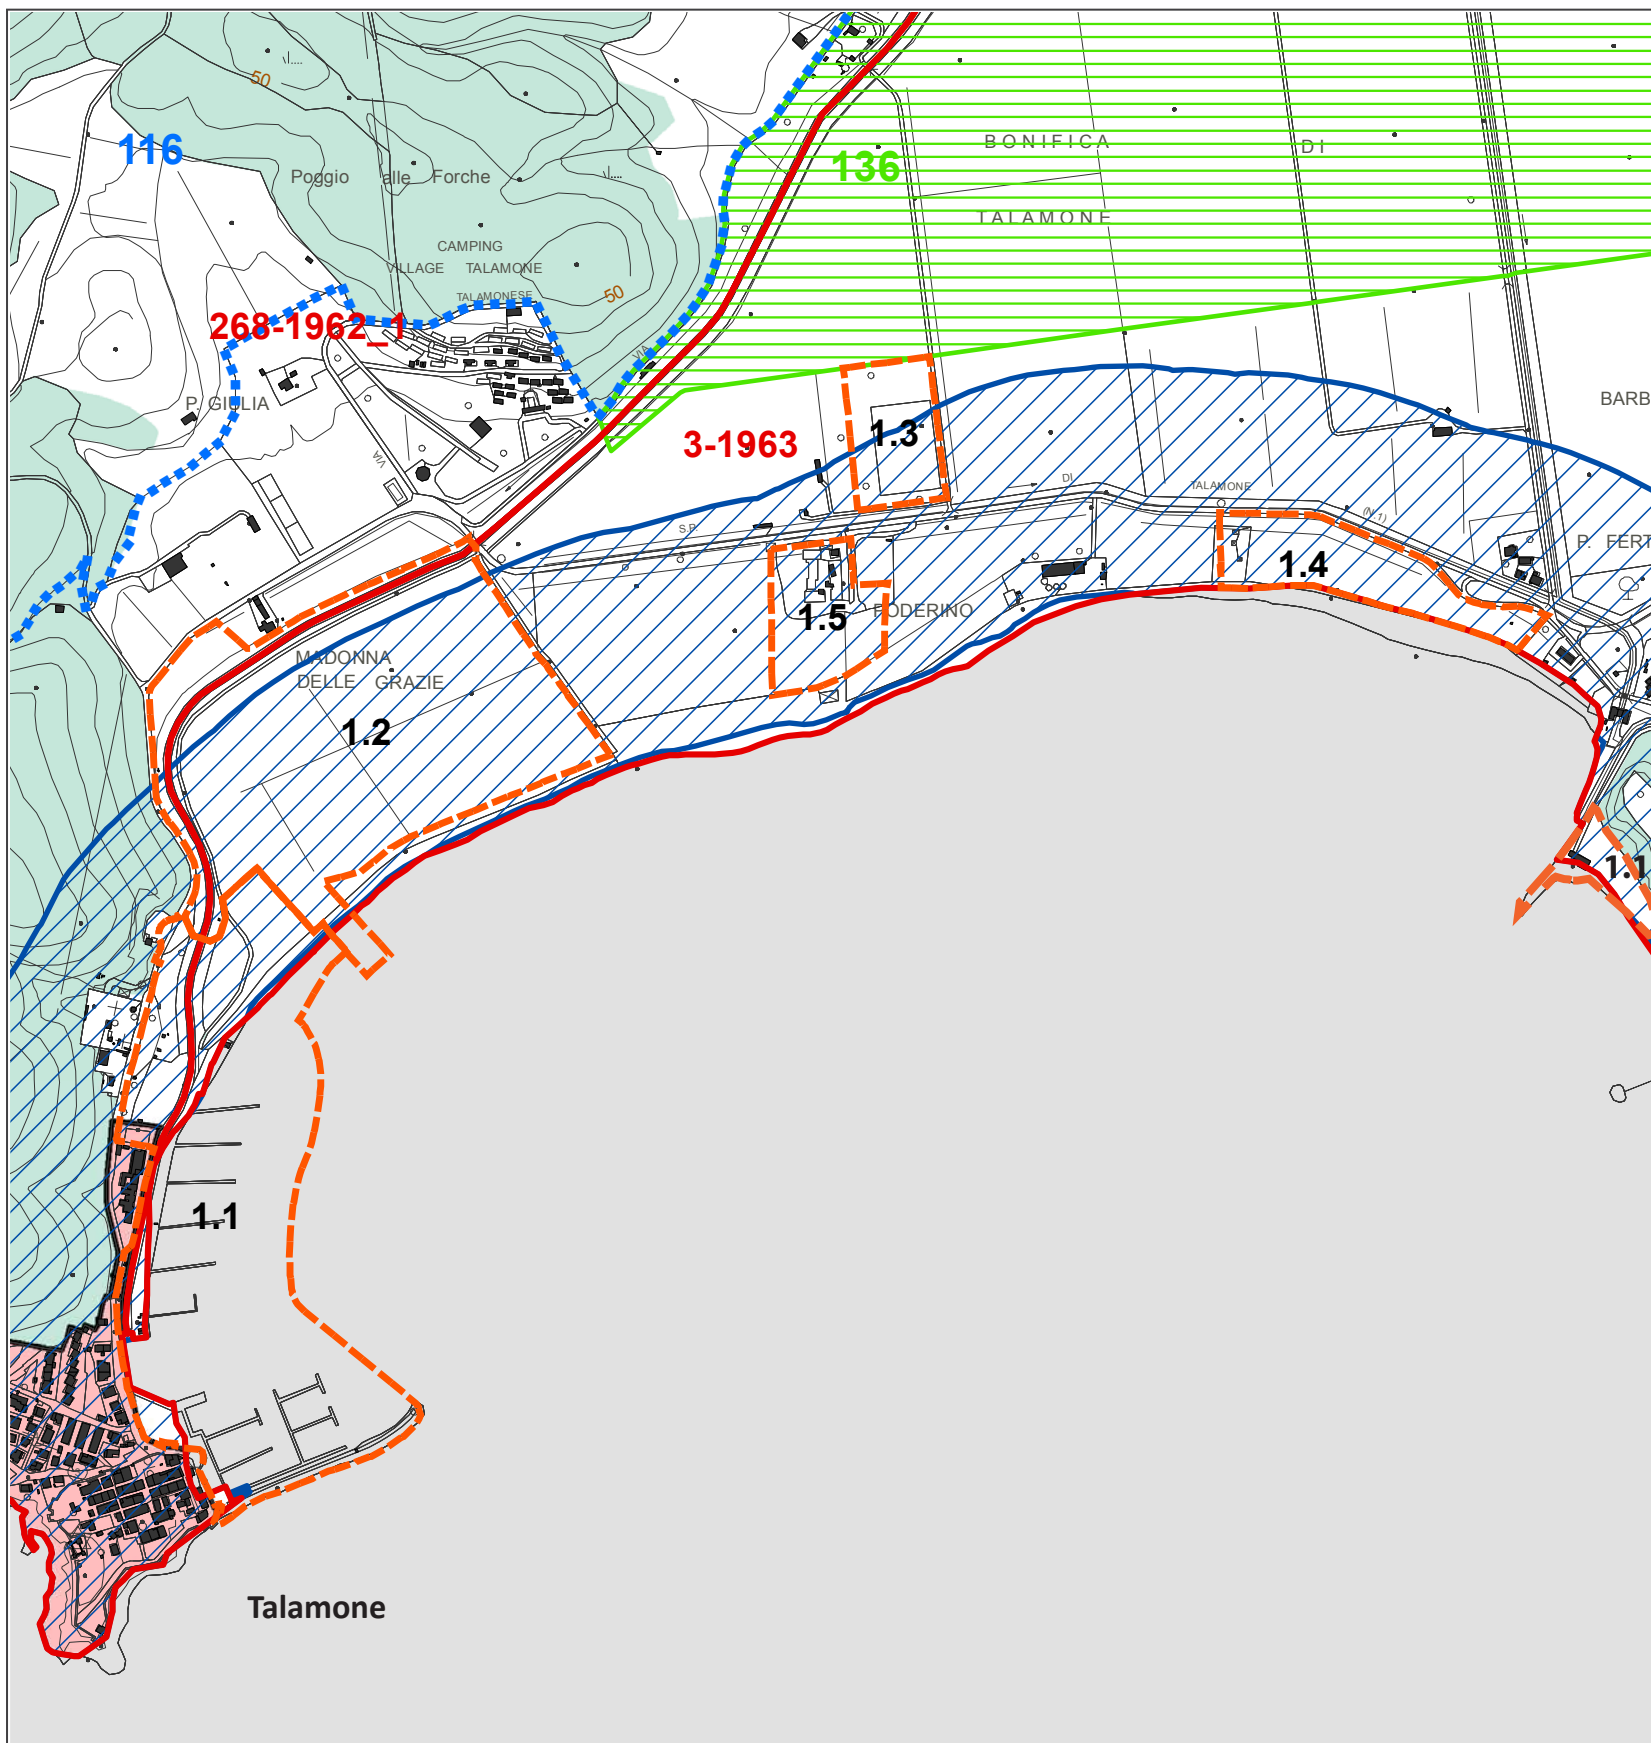 50
116
136
BONIFICA DI
Poggio alle Forche
TALAMONE
CAMPING
VILLAGE TALAMONE
TALAMONESE
50
268-1962_1
VIA
P. GIULIA
BARB
3-1963
1.3
VIA
DI
TALAMONE
S.P.
(N.1)
P. FERT
1.4
1.5
PODERINO
MADONNA
DELLE GRAZIE
1.2
1.1
1.1
Talamone